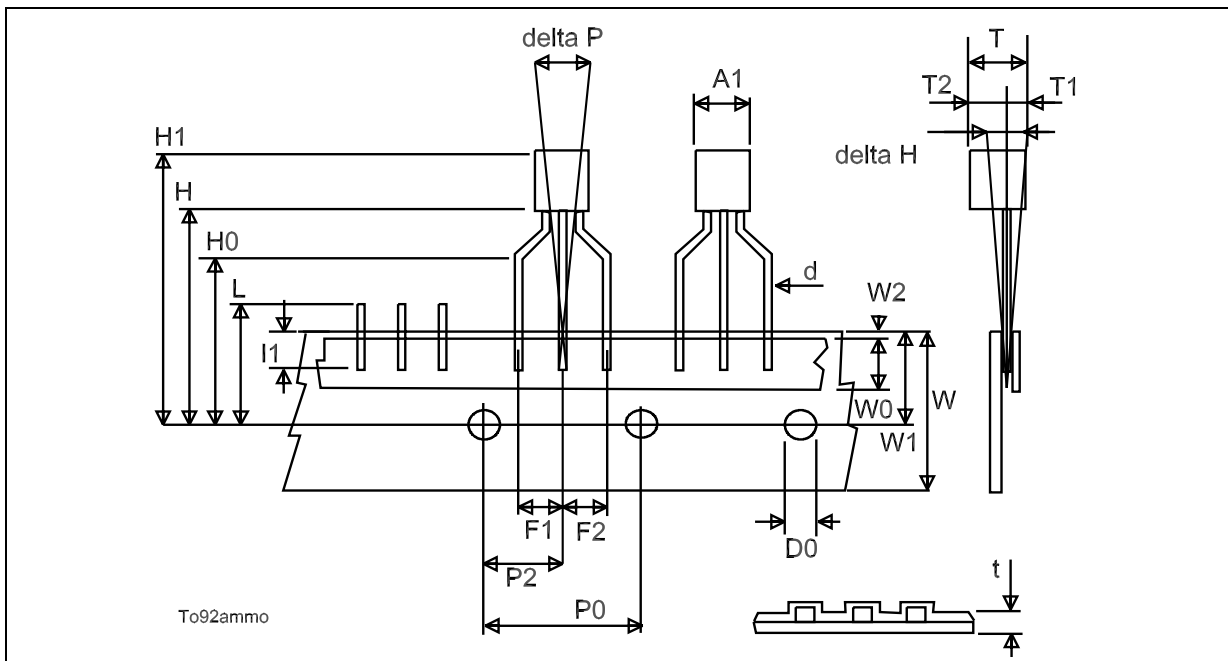 delta P
T
A1
T2
T1
H1
delta H
H
H0
d
L
W2
I1
W0
W
W1
F1
F2
D0
P2
t
P0
To92ammo